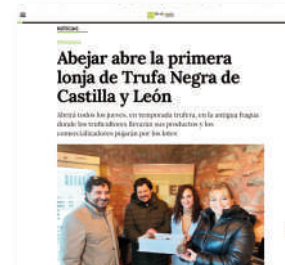 NOTICIAS
Abejar abre la primera
lonja de Trufa Negra de
Castilla y León
Abrirá todos los jueves, en temporada trufera, en la antigua fragua
donde los truficultores llevarán sus productos y los
comercializadores pujarán por los lotes